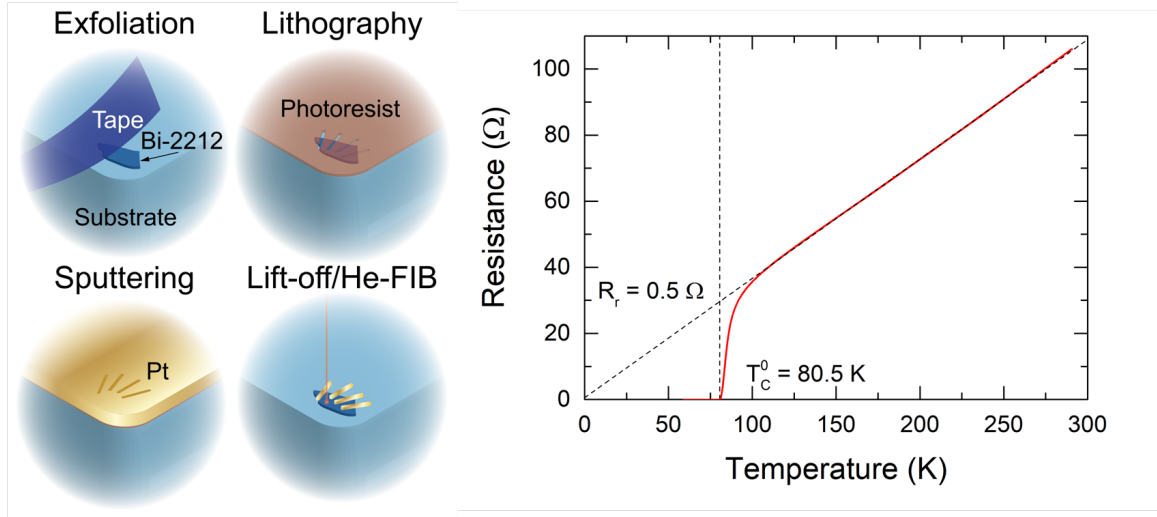 Exfoliation
Lithography
Tape
Bi-2212
Substrate
Photoresist
Sputtering
Lift-off/He-FIB
Pt
Resistance (Ω)
100
80
60
40
20
0
R_r = 0.5 Ω
T_C^0 = 80.5 K
0 50 100 150 200 250 300
Temperature (K)